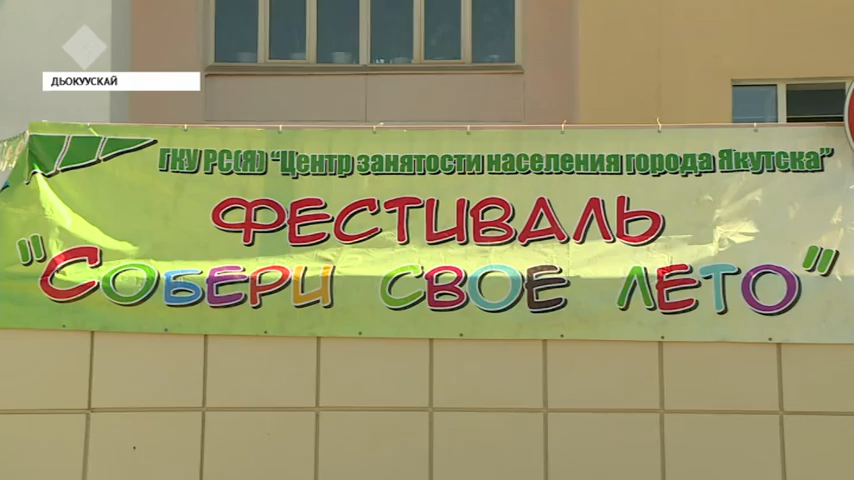 ДЬОКУУСКАЙ
ГКУ РС(Я) "Центр занятости населения города Якутска"
ФЕСТИВАЛЬ
"СОБЕРИ СВОЕ ЛЕТО"